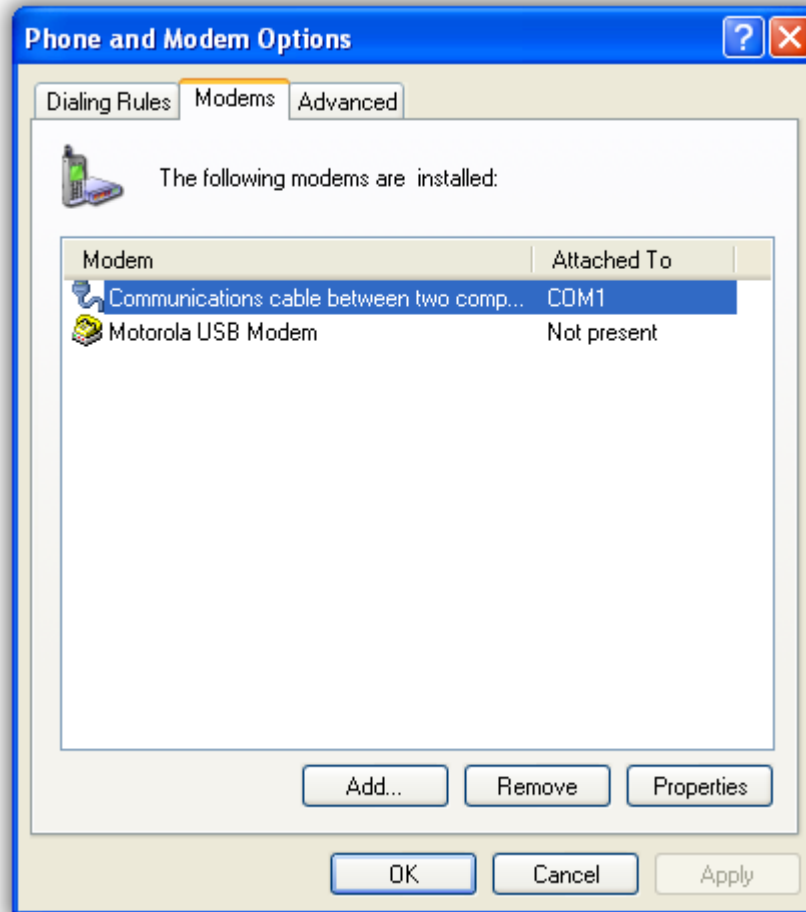 Phone and Modem Options
Dialing Rules Modems Advanced
The following modems are installed:
Modem Attached To
Communications cable between two comp... COM1
Motorola USB Modem Not present
Add... Remove Properties
OK Cancel Apply